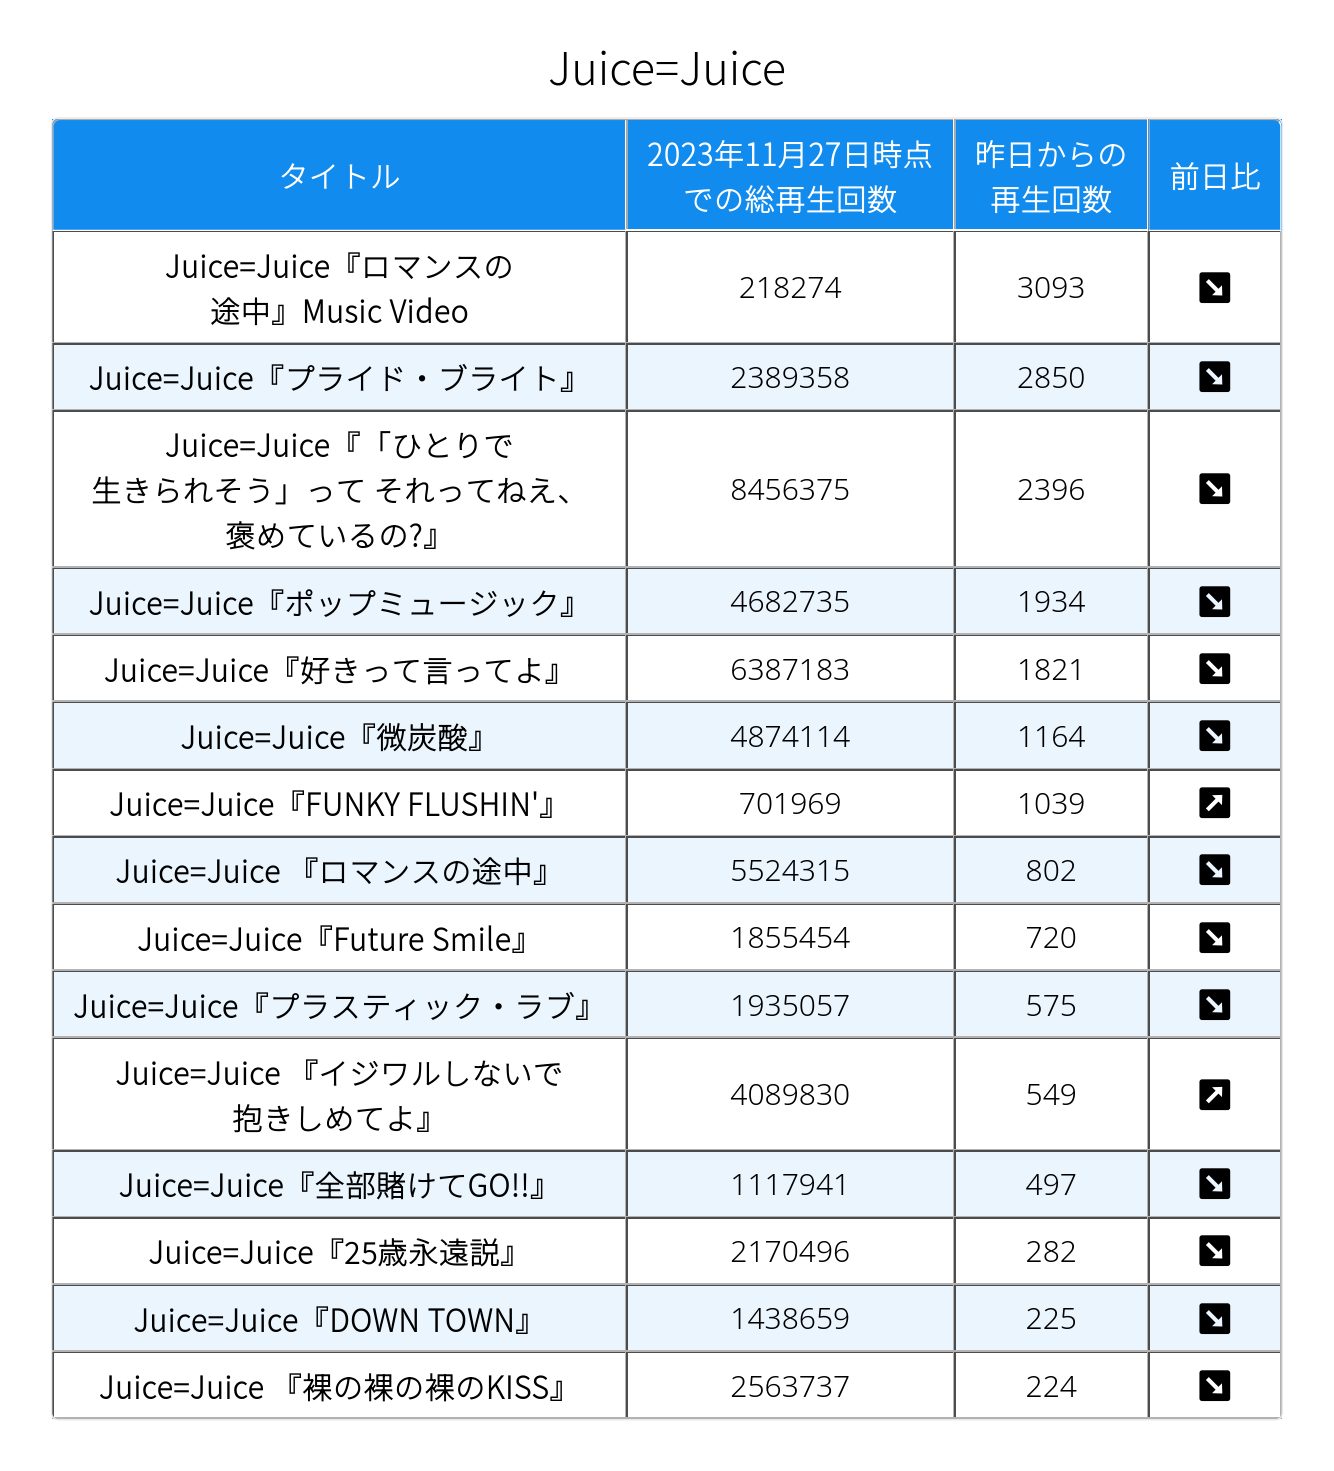 Juice=Juice
タイトル
2023年11月27日時点
での総再生回数
昨日からの
再生回数
前日比
Juice=Juice『ロマンスの
途中』Music Video
218274
3093
Juice=Juice『プライド・ブライト』
2389358
2850
Juice=Juice『「ひとりで
生きられそう」って それってねえ、
褒めているの?』
8456375
2396
Juice=Juice『ポップミュージック』
4682735
1934
Juice=Juice『好きって言ってよ』
6387183
1821
Juice=Juice『微炭酸』
4874114
1164
Juice=Juice『FUNKY FLUSHIN'』
701969
1039
Juice=Juice 『ロマンスの途中』
5524315
802
Juice=Juice『Future Smile』
1855454
720
Juice=Juice『プラスティック・ラブ』
1935057
575
Juice=Juice 『イジワルしないで
抱きしめてよ』
4089830
549
Juice=Juice『全部賭けてGO!!』
1117941
497
Juice=Juice『25歳永遠説』
2170496
282
Juice=Juice『DOWN TOWN』
1438659
225
Juice=Juice 『裸の裸の裸のKISS』
2563737
224